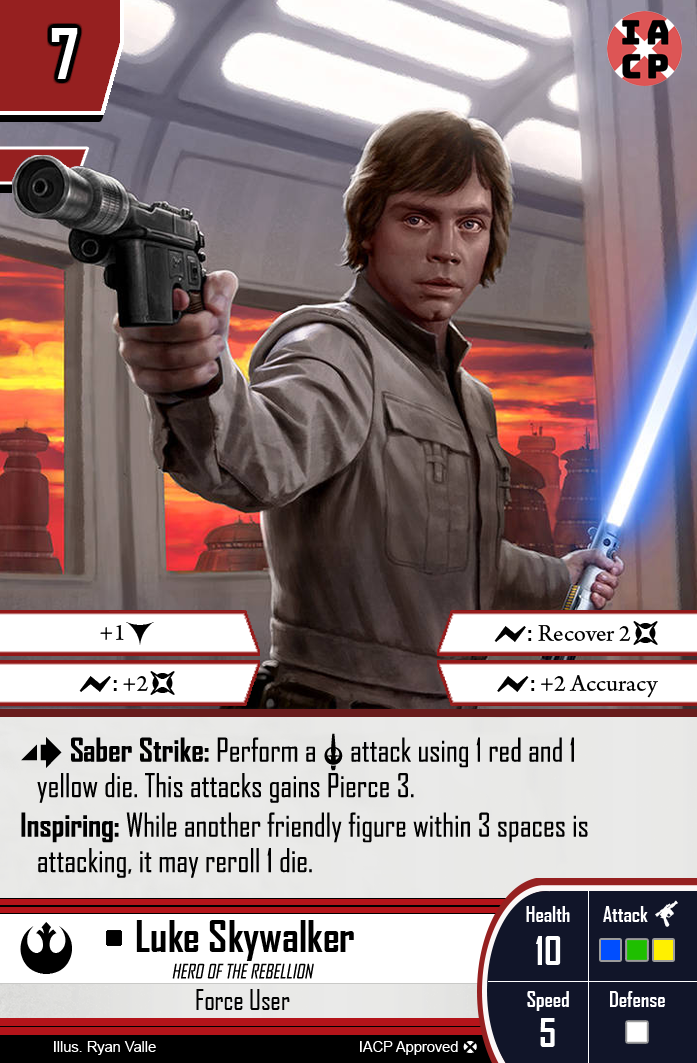 7
IA
CP
+1
: Recover 2
: +2
: +2 Accuracy
Saber Strike: Perform a attack using 1 red and 1
yellow die. This attacks gains Pierce 3.
Inspiring: While another friendly figure within 3 spaces is
attacking, it may reroll 1 die.
Luke Skywalker
HERO OF THE REBELLION
Force User
Health
10
Attack
Speed
5
Defense
Illus. Ryan Valle
IACP Approved